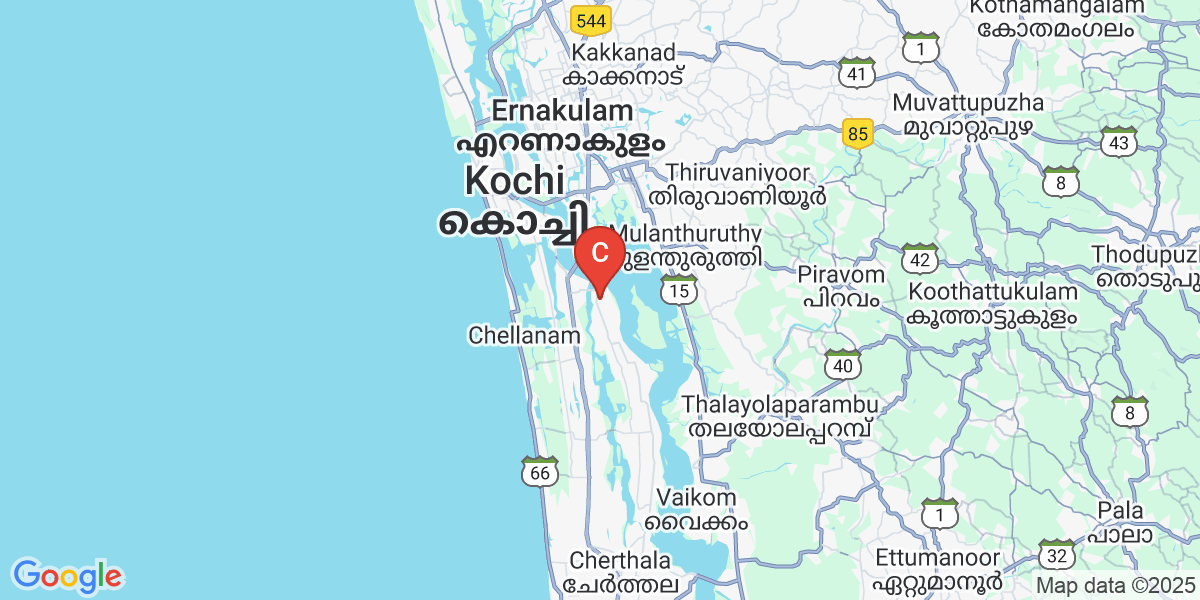 Kothamangalam
കോതമംഗലം
544
Kakkanad
കാക്കനാട്
1
41
Ernakulam
എറണാകുളം
Muvattupuzha
മൂവാറ്റുപുഴ
85
43
Kochi
കൊച്ചി
Thiruvaniyoor
തിരുവാണിയൂർ
8
Mulanthuruthy
ളന്തുരുത്തി
C
42
Thodupuzh
തൊടുപു
Piravom
പിറവം
15
Koothattukulam
കൂത്താട്ടുകുളം
Chellanam
40
Thalayolaparambu
തലയോലപ്പറമ്പ്
8
66
Vaikom
വൈക്കം
1
Pala
പാലാ
Cherthala
ചേർത്തല
Ettumanoor
ഏറ്റുമാനൂർ
32
Google
Map data ©2025